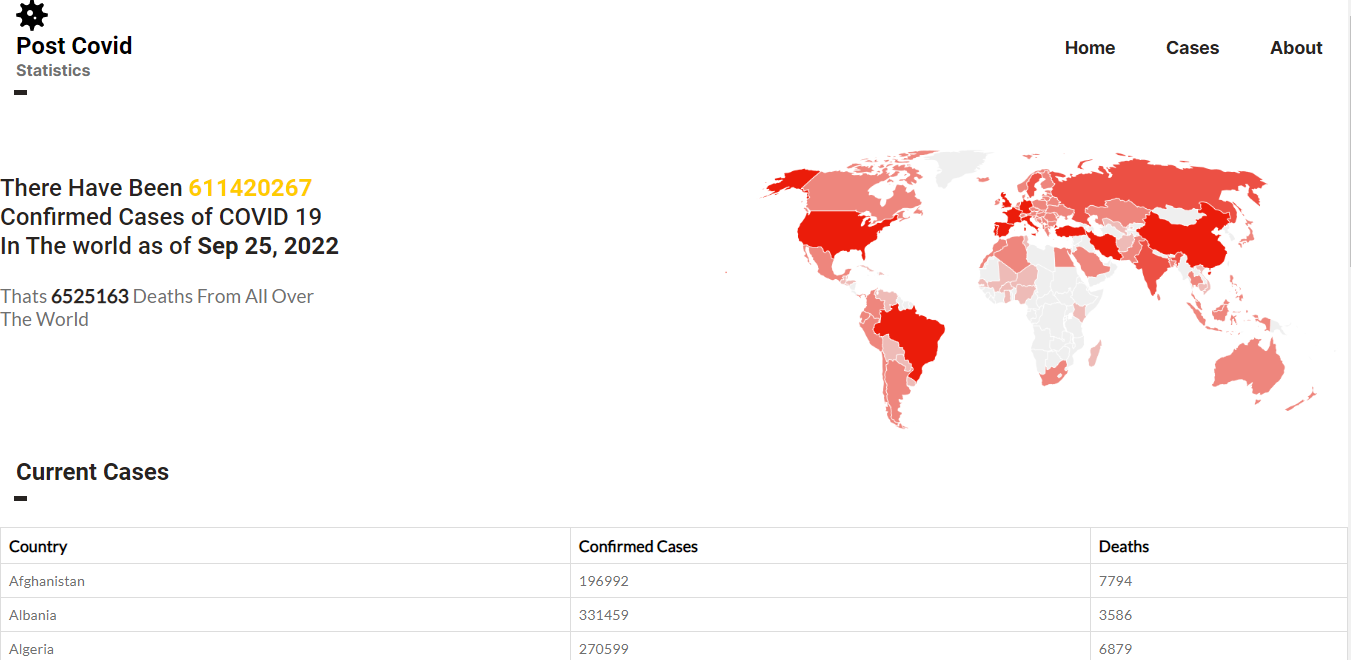 Post Covid
Statistics
Home Cases About
There Have Been 611420267
Confirmed Cases of COVID 19
In The world as of Sep 25, 2022
Thats 6525163 Deaths From All Over
The World
Current Cases
Country Confirmed Cases Deaths
Afghanistan 196992 7794
Albania 331459 3586
Algeria 270599 6879